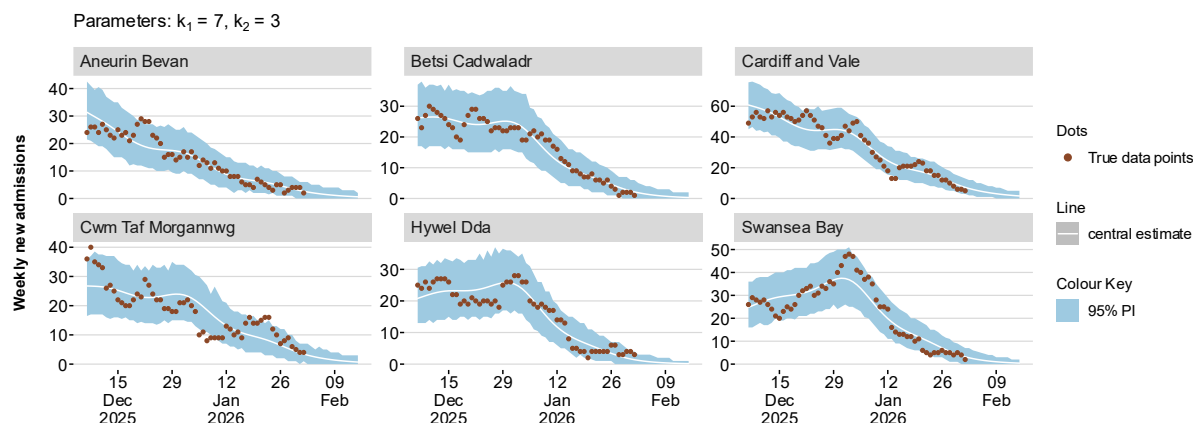 Parameters: k1 = 7, k2 = 3
Aneurin Bevan
Betsi Cadwaladr
Cardiff and Vale
40
30
20
10
0
30
20
10
0
60
40
20
0
Cwm Taf Morgannwg
Hywel Dda
Swansea Bay
40
30
20
10
0
30
20
10
0
50
40
30
20
10
0
15 29 12 26 09
Dec Jan Feb
2025 2026
15 29 12 26 09
Dec Jan Feb
2025 2026
15 29 12 26 09
Dec Jan Feb
2025 2026
Weekly new admissions
Dots
True data points
Line
central estimate
Colour Key
95% PI